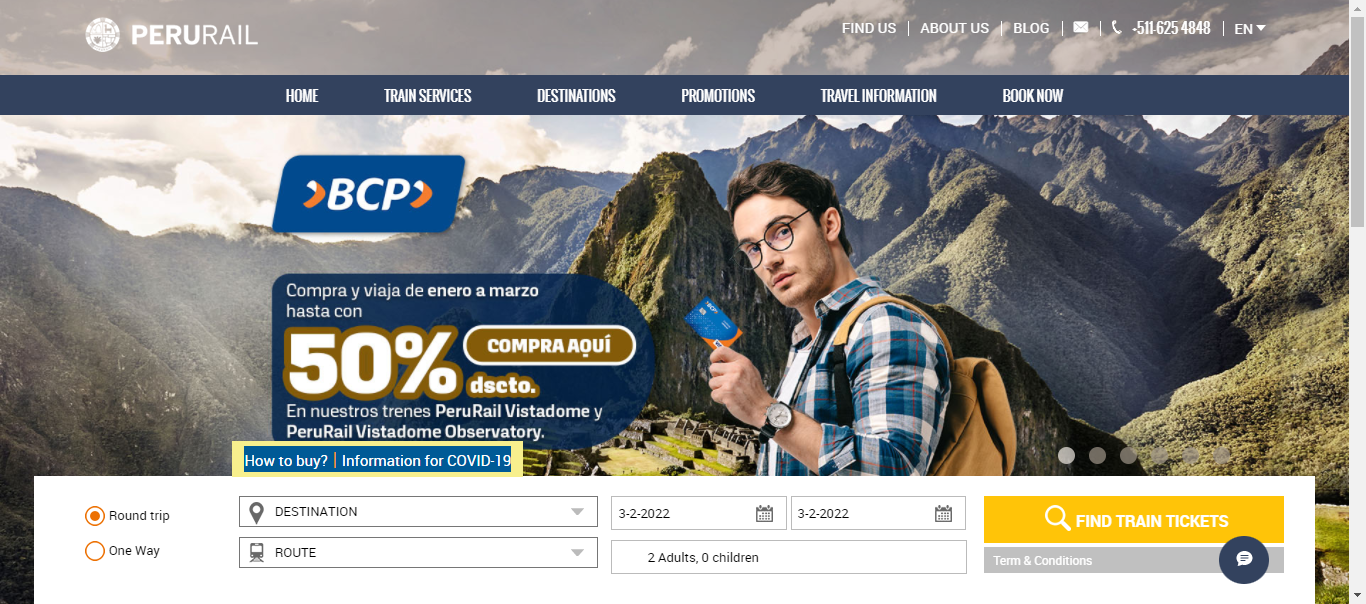 PERURAIL
FIND US
ABOUT US
BLOG
+511-625 4848
EN
HOME
TRAIN SERVICES
DESTINATIONS
PROMOTIONS
TRAVEL INFORMATION
BOOK NOW
BCP
Compra y viaja de enero a marzo
hasta con
50% dscto.
COMPRA AQUÍ
En nuestros trenes PeruRail Vistadome y
PeruRail Vistadome Observatory.
BCP
How to buy? | Information for COVID-19
Round trip
One Way
DESTINATION
ROUTE
3-2-2022
3-2-2022
2 Adults, 0 children
FIND TRAIN TICKETS
Term & Conditions